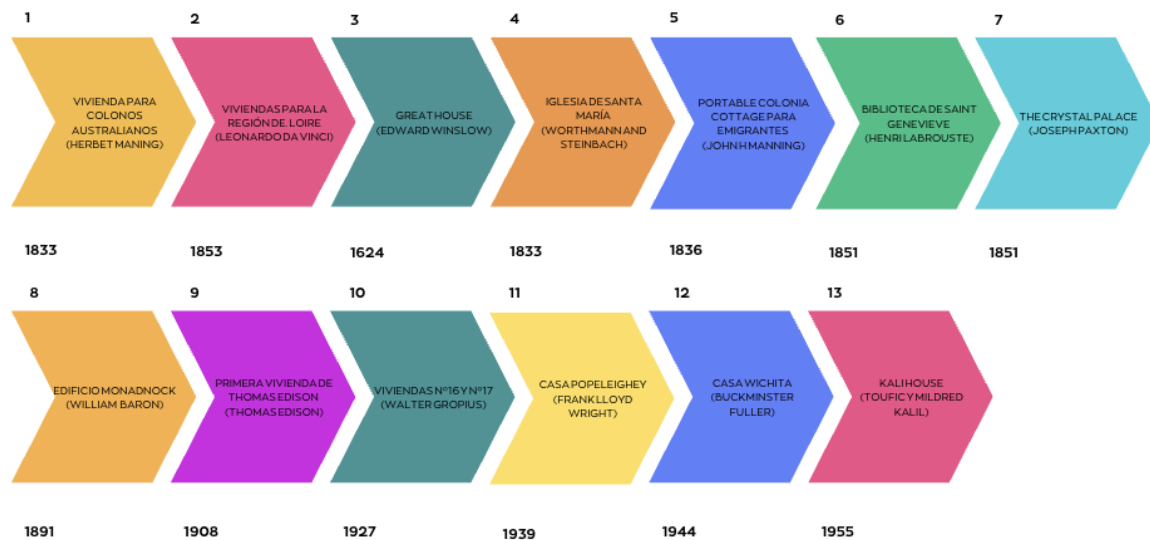 1 2 3 4 5 6 7
VIVIENDA PARA
COLONOS
AUSTRALIANOS
(HERBET MANING)
VIVIENDAS PARA LA
REGIÓN DE LOIRE
(LEONARDO DA VINCI)
GREAT HOUSE
(EDWARD WINSLOW)
IGLESIA DE SANTA
MARÍA
(WORTHMANN AND
STEINBACH)
PORTABLE COLONIA
COTTAGE PARA
EMIGRANTES
(JOHN H MANNING)
BIBLIOTECA DE SAINT
GENEVIEVE
(HENRI LABROUSTE)
THE CRYSTAL PALACE
(JOSEPH PAXTON)
1833 1853 1624 1833 1836 1851 1851
8 9 10 11 12 13
EDIFICIO MONADNOCK
(WILLIAM BARON)
PRIMERA VIVIENDA DE
THOMAS EDISON
(THOMAS EDISON)
VIVIENDAS Nº16 Y Nº17
(WALTER GROPIUS)
CASA POPELEIGHEY
(FRANK LLOYD
WRIGHT)
CASA WICHITA
(BUCKMINSTER
FULLER)
KALI HOUSE
(TOUFIC Y MILDRED
KALIL)
1891 1908 1927 1939 1944 1955